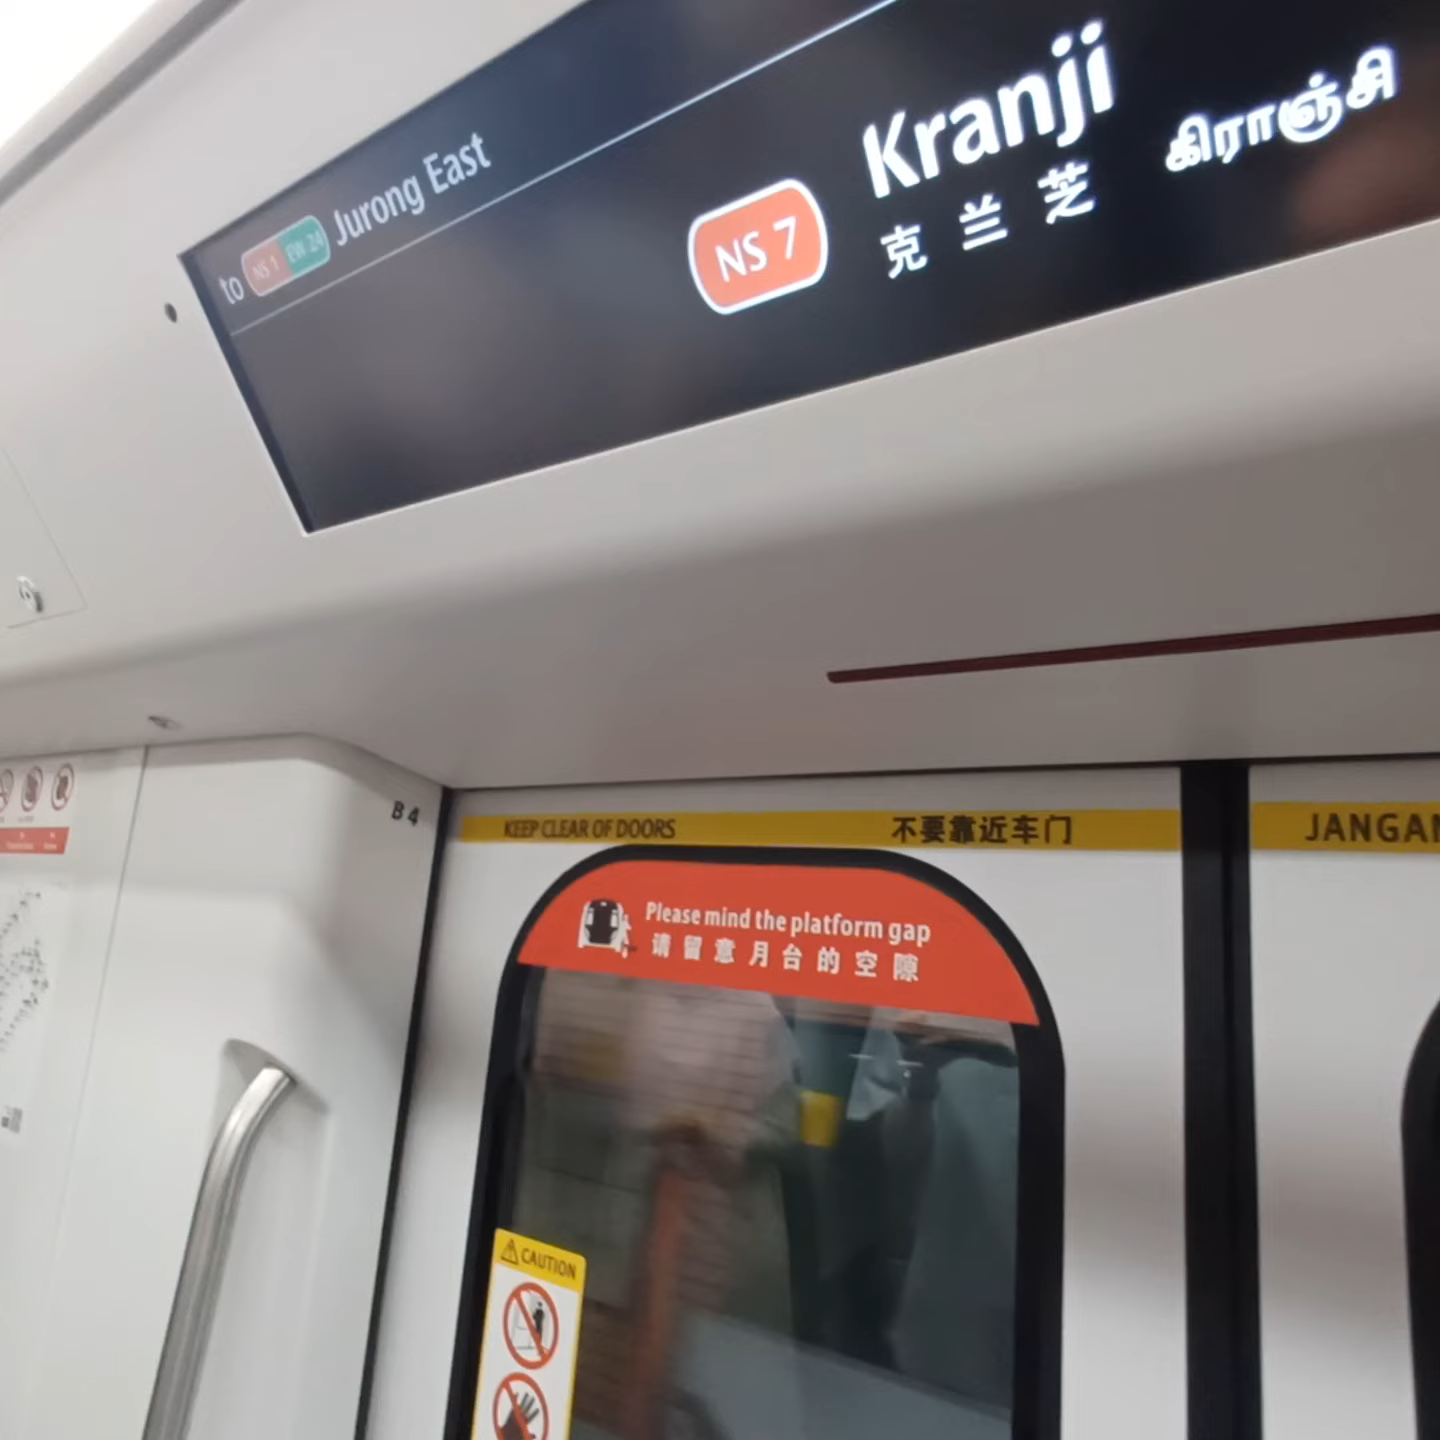 to NS 1 EW 24 Jurong East
NS 7
Kranji
克兰芝
கிராஞ்சி
B 4
KEEP CLEAR OF DOORS
不要靠近车门
JANGAN
Please mind the platform gap
请留意月台的空隙
CAUTION